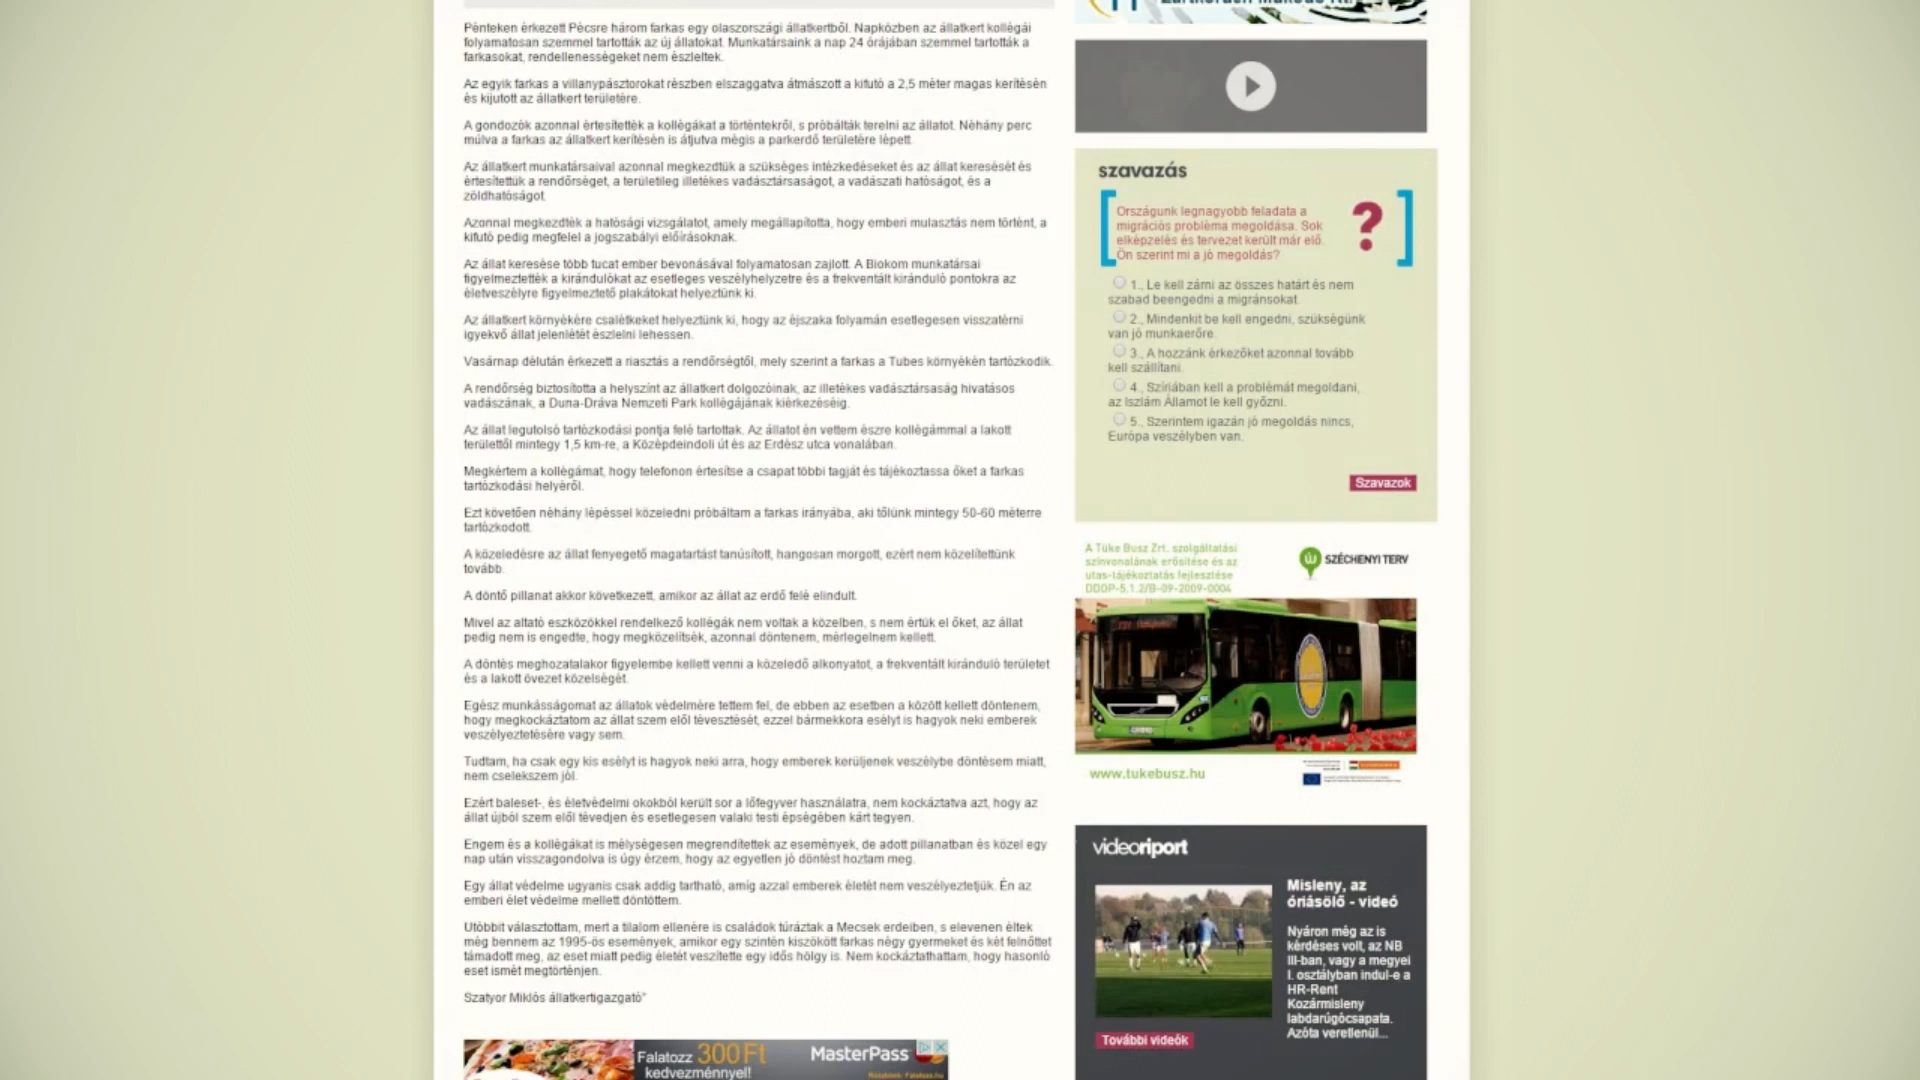 Pénteken érkezett Pécsre három farkas egy olaszországi állatkertből. Napközben az állatkert kollégái
folyamatosan szemmel tartották az új állatokat. Munkatársaink a nap 24 órájában szemmel tartották a
farkasokat, rendellenességeket nem észleltek.
Az egyik farkas a villanypásztorokat részben elszaggatva átmászott a kifutó a 2,5 méter magas kerítésén
és kijutott az állatkert területére.
A gondozók azonnal értesítették a kollégákat a történtekről, s próbálták terelni az állatot. Néhány perc
múlva a farkas az állatkert kerítésén is átjutva mégis a parkerdő területére lépett.
Az állatkert munkatársaival azonnal megkezdtük a szükséges intézkedéseket és az állat keresését és
értesítettük a rendőrséget, a területileg illetékes vadásztársaságot, a vadászati hatóságot, és a
zöldhatóságot.
Azonnal megkezdték a hatósági vizsgálatot, amely megállapította, hogy emberi mulasztás nem történt, a
kifutó pedig megfelel a jogszabályi előírásoknak.
Az állat keresése több tucat ember bevonásával folyamatosan zajlott. A Biokom munkatársai
figyelmeztették a kirándulókat az esetleges veszélyhelyzetre és a frekventált kiránduló pontokra az
életveszélyre figyelmeztető plakátokat helyeztünk ki.
Az állatkert környékére csalétkeket helyeztünk ki, hogy az éjszaka folyamán esetlegesen visszatérni
igyekvő állat jelenlétét észlelni lehessen.
Vasárnap délután érkezett a riasztás a rendőrségtől, mely szerint a farkas a Tubes környékén tartózkodik.
A rendőrség biztosította a helyszínt az állatkert dolgozóinak, az illetékes vadásztársaság hivatásos
vadászának, a Duna-Dráva Nemzeti Park kollégájának kiérkezéséig.
Az állat legutolsó tartózkodási pontja felé tartottak. Az állatot én vettem észre kollégámmal a lakott
területtől mintegy 1,5 km-re, a Középdeindoli út és az Erdész utca vonalában.
Megkértem a kollégámat, hogy telefonon értesítse a csapat többi tagját és tájékoztassa őket a farkas
tartózkodási helyéről.
Ezt követően néhány lépéssel közeledni próbáltam a farkas irányába, aki tőlünk mintegy 50-60 méterre
tartózkodott.
A közeledésre az állat fenyegető magatartást tanúsított, hangosan morgott, ezért nem közelítettünk
tovább.
A döntő pillanat akkor következett, amikor az állat az erdő felé elindult.
Mivel az altató eszközökkel rendelkező kollégák nem voltak a közelben, s nem értük el őket, az állat
pedig nem is engedte, hogy megközelítsék, azonnal döntenem, mérlegelnem kellett.
A döntés meghozatalakor figyelembe kellett venni a közeledő alkonyatot, a frekventált kiránduló területet
és a lakott övezet közelségét.
Egész munkásságomat az állatok védelmére tettem fel, de ebben az esetben a között kellett döntenem,
hogy megkockáztatom az állat szem elől tévesztését, ezzel bármekkora esélyt is hagyok neki emberek
veszélyeztetésére vagy sem.
Tudtam, ha csak egy kis esélyt is hagyok neki arra, hogy emberek kerüljenek veszélybe döntésem miatt,
nem cselekszem jól.
Ezért baleset-, és életvédelmi okokból került sor a lőfegyver használatra, nem kockáztatva azt, hogy az
állat újból szem elől tévedjen és esetlegesen valaki testi épségében kárt tegyen.
Engem és a kollégákat is mélységesen megrendítettek az események, de adott pillanatban és közel egy
nap után visszagondolva is úgy érzem, hogy az egyetlen jó döntést hoztam meg.
Egy állat védelme ugyanis csak addig tartható, amíg azzal emberek életét nem veszélyeztetjük. Én az
emberi élet védelme mellett döntöttem.
Utóbbit választottam, mert a tilalom ellenére is családok túráztak a Mecsek erdeiben, s elevenen éltek
még bennem az 1995-ös események, amikor egy szintén kiszökött farkas négy gyermeket és két felnőttet
támadott meg, az eset miatt pedig életét veszítette egy idős hölgy is. Nem kockáztathattam, hogy hasonló
eset ismét megtörténjen.
Szatyor Miklós állatkertigazgató"
Falatozz 300 Ft
kedvezménnyel!
MasterPass
Zártkörűen Működő Rt.
szavazás
Országunk legnagyobb feladata a
migrációs probléma megoldása. Sok
elképzelés és tervezet került már elő.
Ön szerint mi a jó megoldás?
?
1., Le kell zárni az összes határt és nem
szabad beengedni a migránsokat.
2., Mindenkit be kell engedni, szükségünk
van jó munkaerőre.
3., A hozzánk érkezőket azonnal tovább
kell szállítani.
4., Szíriában kell a problémát megoldani,
az Iszlám Államot le kell győzni.
5., Szerintem igazán jó megoldás nincs,
Európa veszélyben van.
Szavazok
A Tüke Busz Zrt. szolgáltatási
színvonalának erősítése és az
utas-tájékoztatás fejlesztése
DDOP-5.1.2/B-09-2009-0004
ÚJ SZÉCHENYI TERV
www.tukebusz.hu
videoriport
Misleny, az
óriásölő - videó
Nyáron még az is
kérdéses volt, az NB
III-ban, vagy a megyei
I. osztályban indul-e a
HR-Rent
Kozármisleny
labdarúgócsapata.
Azóta veretlenül...
További videók